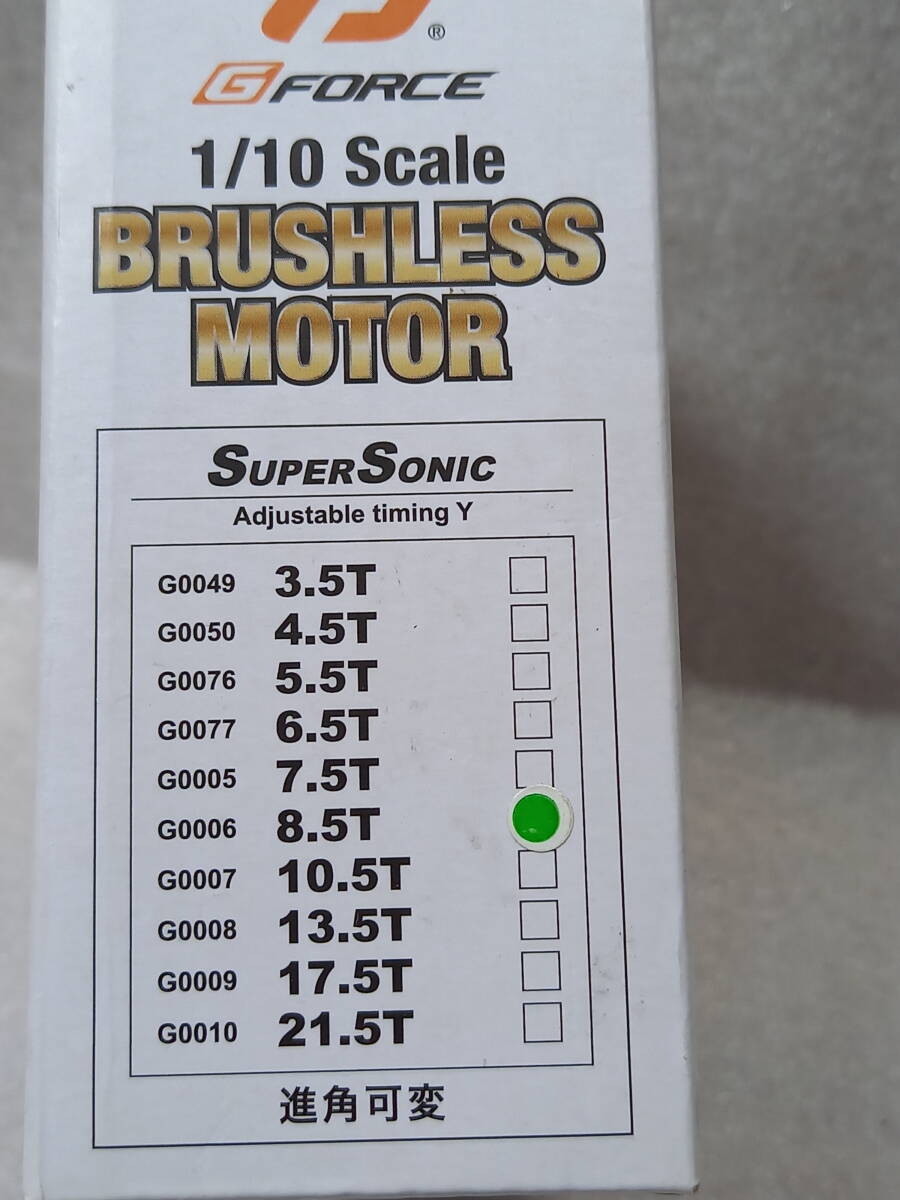 ®
G FORCE
1/10 Scale
BRUSHLESS
MOTOR
SUPERSONIC
Adjustable timing Y
G0049 3.5T
G0050 4.5T
G0076 5.5T
G0077 6.5T
G0005 7.5T
G0006 8.5T
G0007 10.5T
G0008 13.5T
G0009 17.5T
G0010 21.5T
進角可変